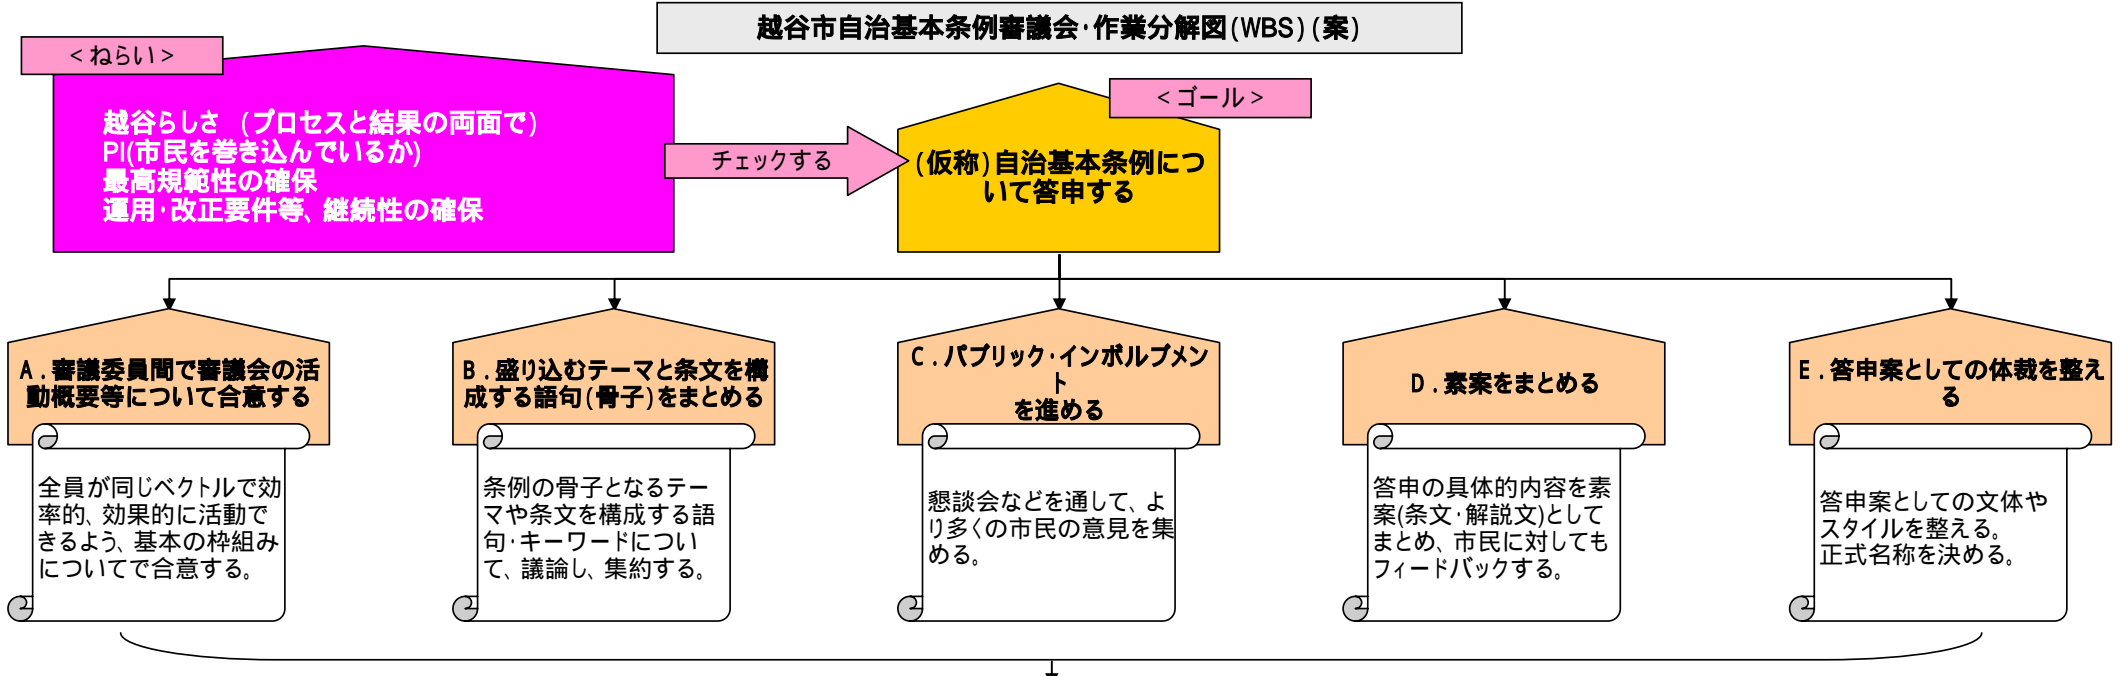 越谷市自治基本条例審議会・作業分解図(WBS)(案)
<ねらい>
越谷らしさ (プロセスと結果の両面で)
PI(市民を巻き込んでいるか)
最高規範性の確保
運用・改正要件等、継続性の確保
チェックする
<ゴール>
(仮称)自治基本条例につ
いて答申する
A.審議委員間で審議会の活
動概要等について合意する
全員が同じベクトルで効
率的、効果的に活動で
きるよう、基本の枠組み
についてで合意する。
B.盛り込むテーマと条文を構
成する語句(骨子)をまとめる
条例の骨子となるテー
マや条文を構成する語
句・キーワードについ
て、議論し、集約する。
C.パブリック・インボルブメン
ト
を進める
懇談会などを通して、よ
り多くの市民の意見を集
める。
D.素案をまとめる
答申の具体的内容を素
案(条文・解説文)として
まとめ、市民に対しても
フィードバックする。
E.答申案としての体裁を整え
る
答申案としての文体や
スタイルを整える。
正式名称を決める。